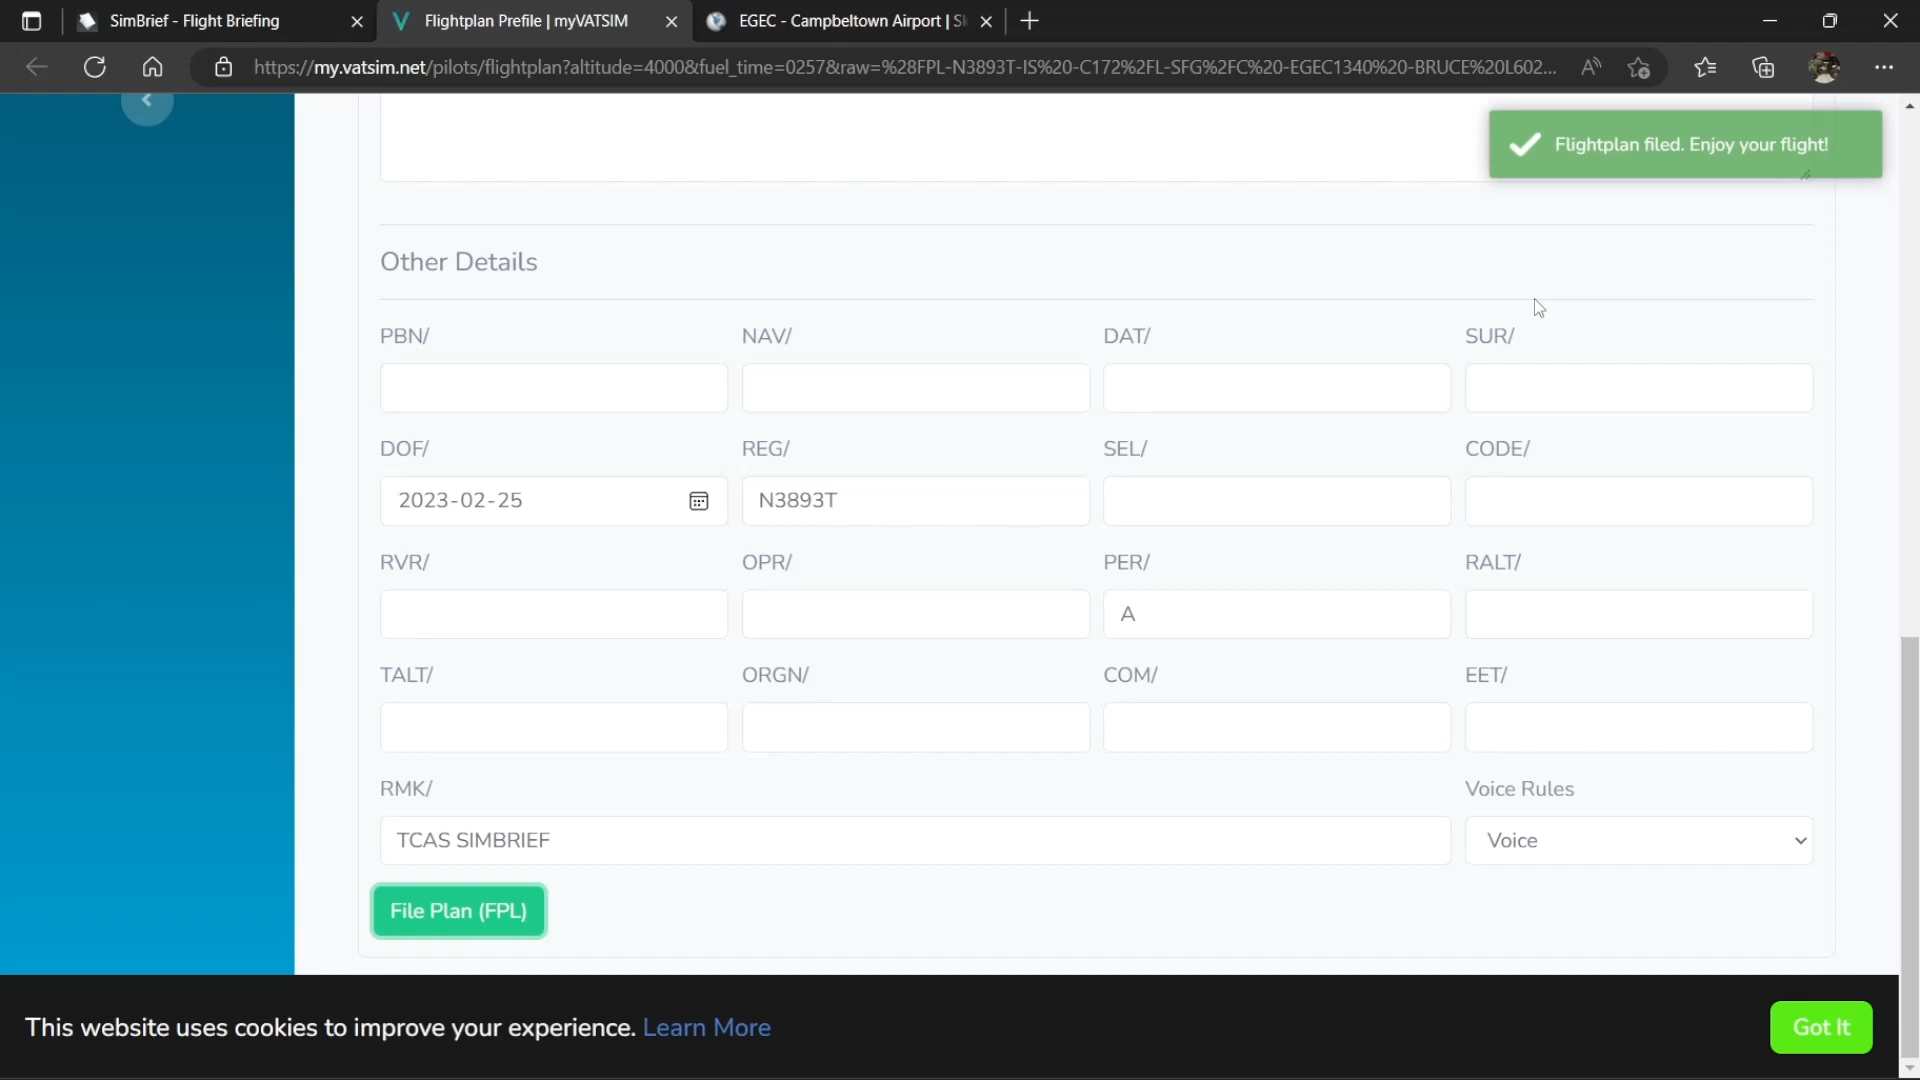 SimBrief - Flight Briefing
Flightplan Prefile | myVATSIM
EGEC - Campbeltown Airport |
https://my.vatsim.net/pilots/flightplan?altitude=4000&fuel_time=0257&raw=%28FPL-N3893T-IS%20-C172%2FL-SFG%2FC%20-EGEC1340%20-BRUCE%20L602...
Flightplan filed. Enjoy your flight!
Other Details
PBN/ NAV/ DAT/ SUR/
DOF/ REG/ SEL/ CODE/
2023-02-25 N3893T
RVR/ OPR/ PER/ RALT/
A
TALT/ ORGN/ COM/ EET/
RMK/ Voice Rules
TCAS SIMBRIEF Voice
File Plan (FPL)
This website uses cookies to improve your experience. Learn More
Got It